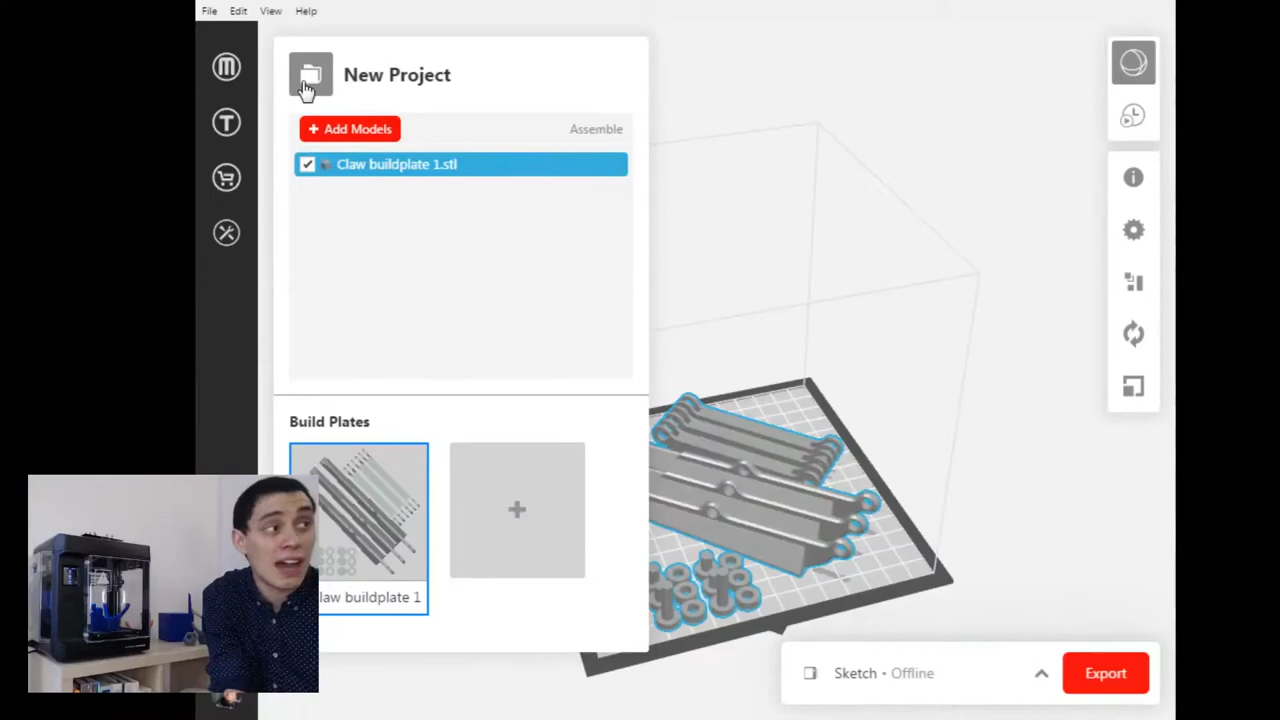 File Edit View Help
New Project
+ Add Models Assemble
Claw buildplate 1.stl
Build Plates
law buildplate 1
Sketch • Offline Export